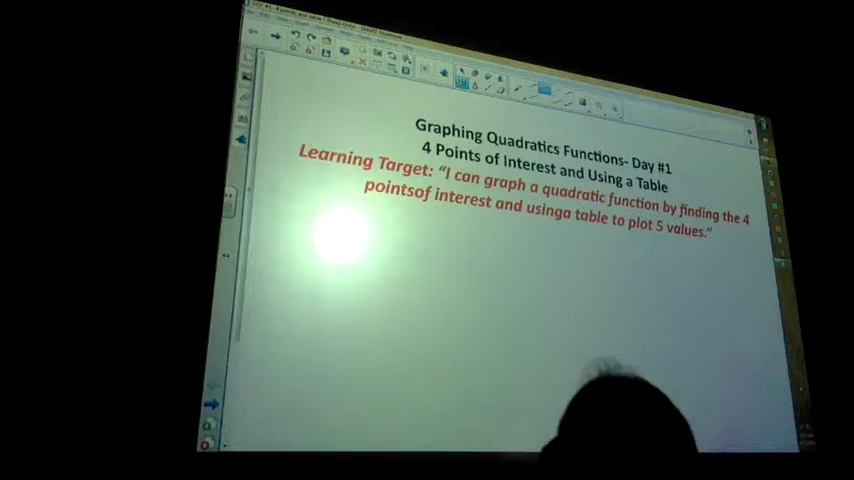 Graphing Quadratics Functions- Day #1
4 Points of Interest and Using a Table
Learning Target: “I can graph a quadratic function by finding the 4
pointsof interest and usinga table to plot 5 values.”